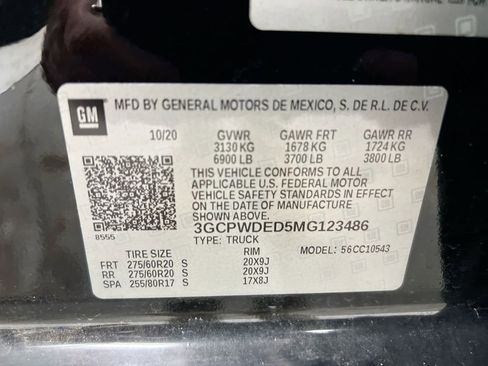 GM
MFD BY GENERAL MOTORS DE MEXICO, S. DE R.L. DE C.V.
10/20 GVWR GAWR FRT GAWR RR
3130 KG 1678 KG 1724 KG
6900 LB 3700 LB 3800 LB
THIS VEHICLE CONFORMS TO ALL
APPLICABLE U.S. FEDERAL MOTOR
VEHICLE SAFETY STANDARDS IN EFFECT
ON THE DATE OF MANUFACTURE
SHOWN ABOVE.
3GCPWDED5MG123486
8555 TYPE: TRUCK MODEL: 56CC10543
TIRE SIZE RIM
FRT 275/60R20 S 20X9J
RR 275/60R20 S 20X9J
SPA 255/80R17 S 17X8J